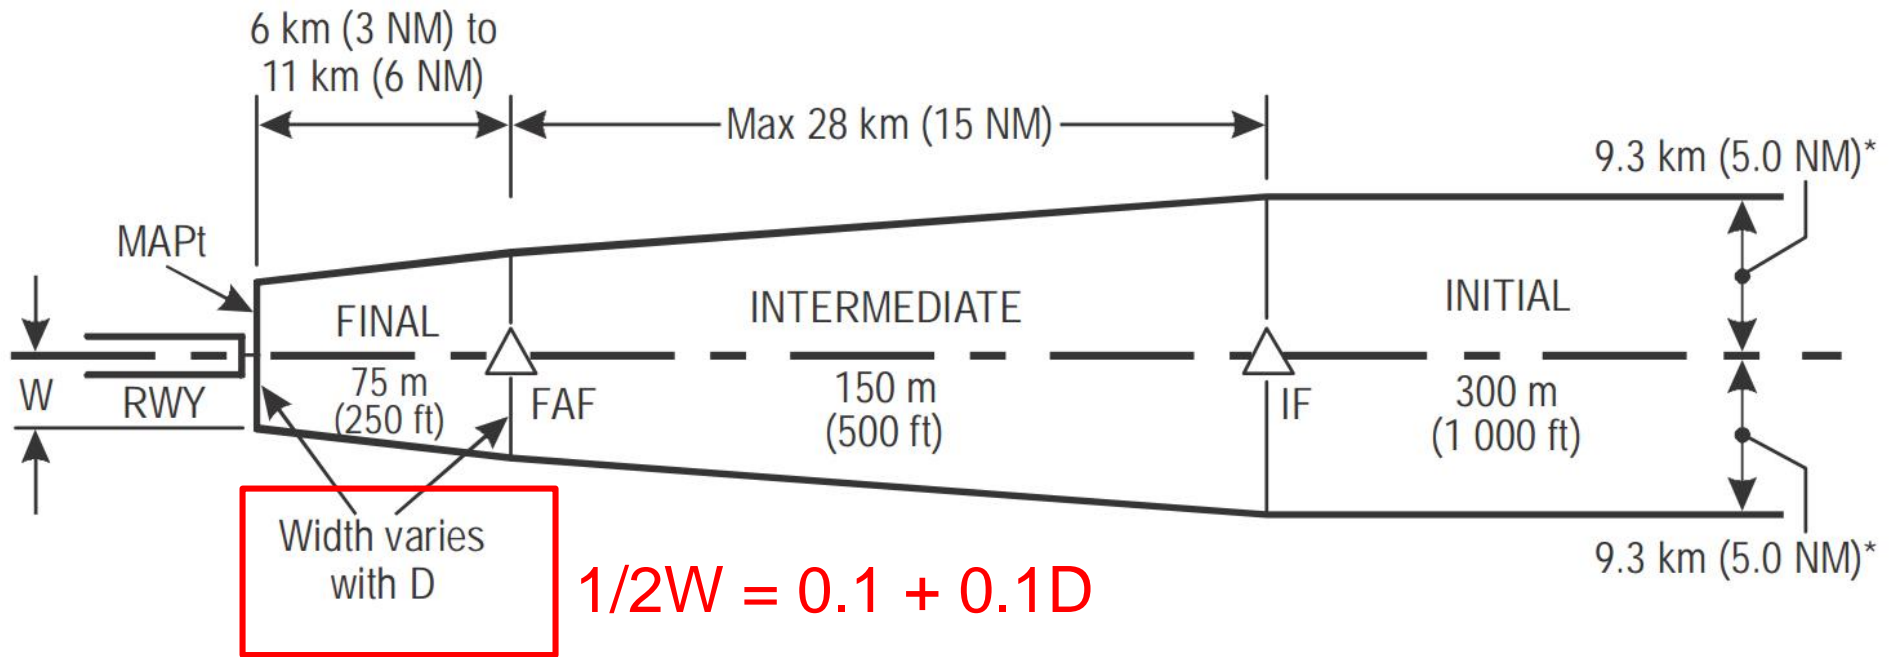 6 km (3 NM) to
11 km (6 NM)
Max 28 km (15 NM)
9.3 km (5.0 NM)*
MAPt
FINAL
INTERMEDIATE
INITIAL
W
RWY
75 m
(250 ft)
FAF
150 m
(500 ft)
IF
300 m
(1 000 ft)
Width varies
with D
1/2W = 0.1 + 0.1D
9.3 km (5.0 NM)*